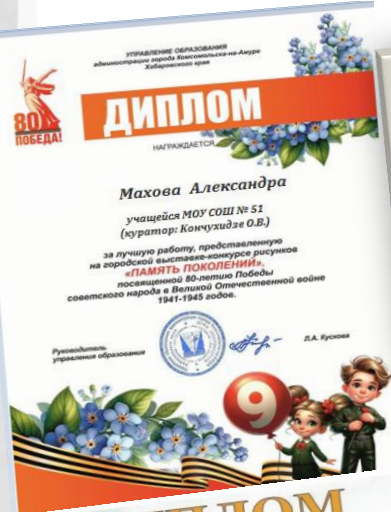 УПРАВЛЕНИЕ ОБРАЗОВАНИЯ
администрации города Комсомольска-на-Амуре
Хабаровского края
80
ПОБЕДА!
ДИПЛОМ
НАГРАЖДАЕТСЯ
Махова Александра
учащейся МОУ СОШ № 51
(куратор: Кончухидзе О.В.)
за лучшую работу, представленную
на городской выставке-конкурсе рисунков
«ПАМЯТЬ ПОКОЛЕНИЙ»,
посвященной 80-летию Победы
советского народа в Великой Отечественной войне
1941-1945 годов.
Руководитель
управления образования
Л.А. Кускова
9